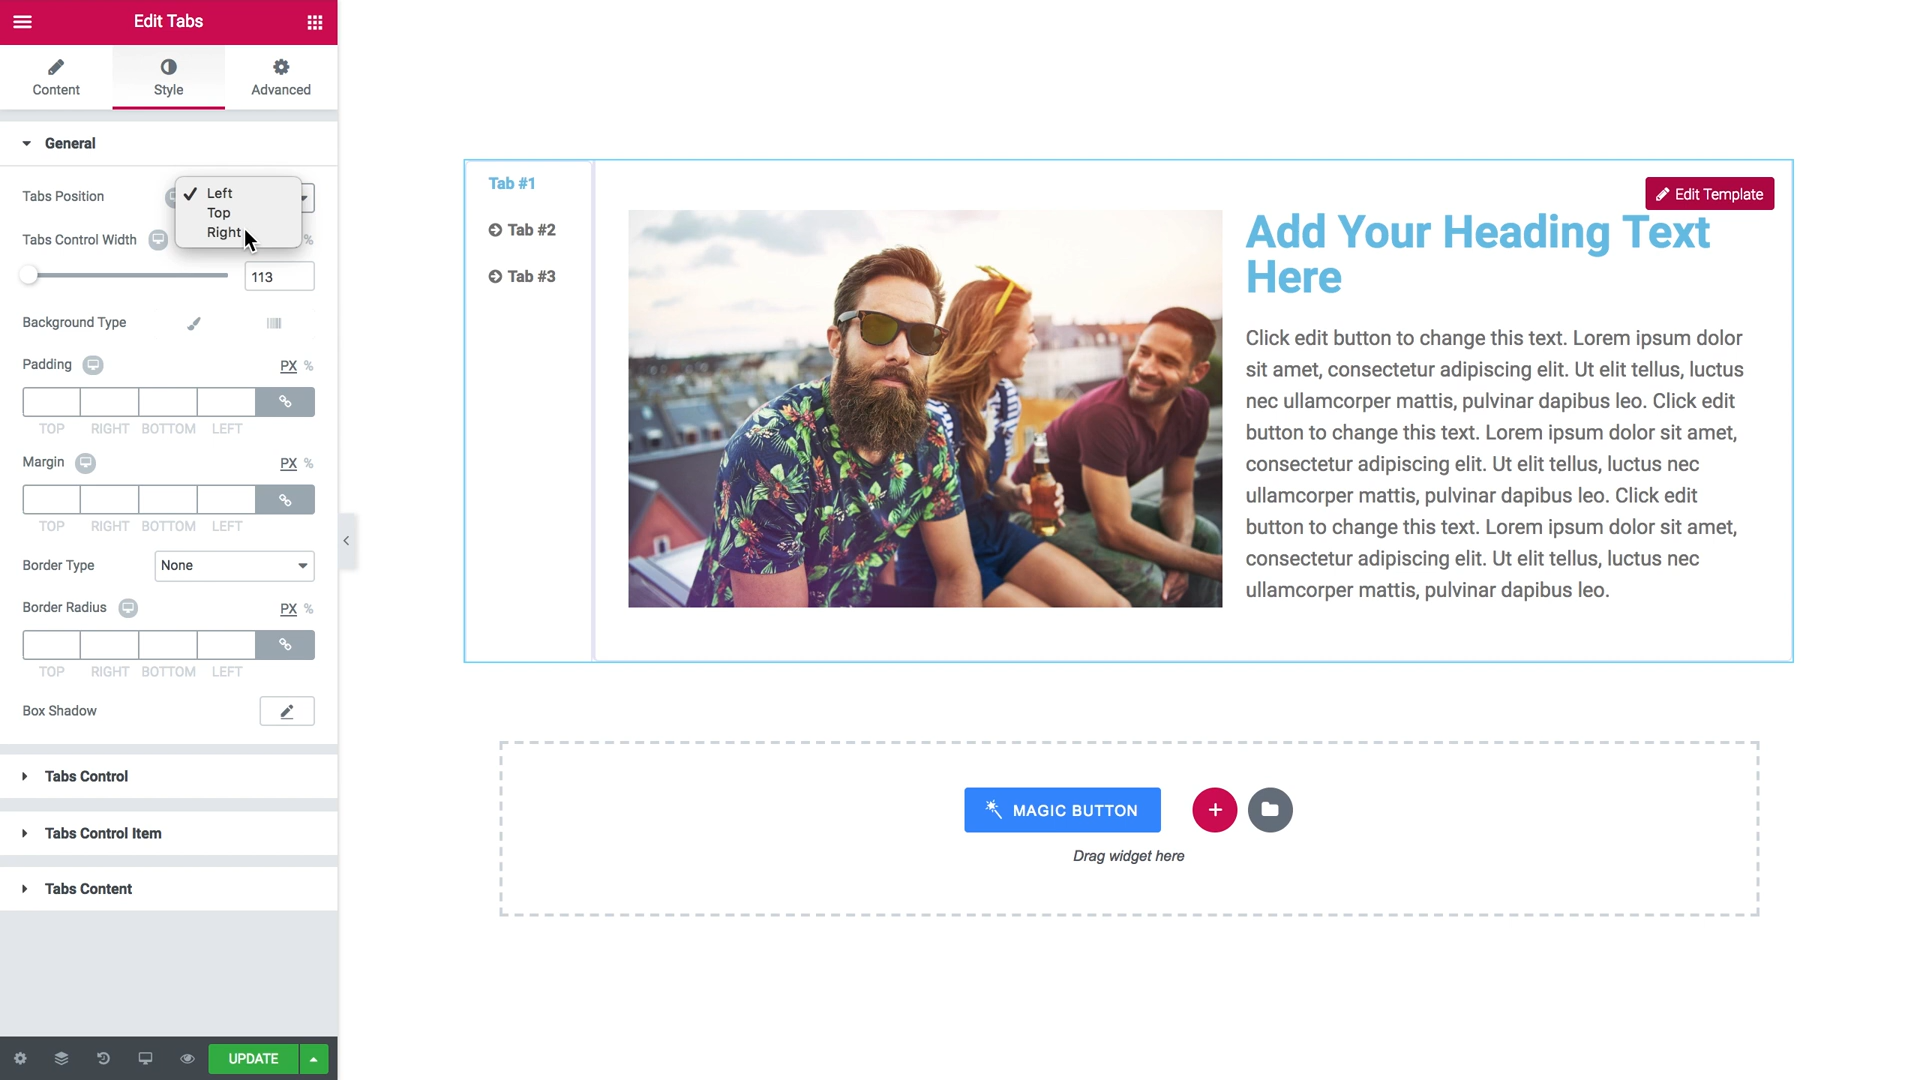 Edit Tabs
Content
Style
Advanced
General
Tabs Position
Left
Top
Right
Tabs Control Width
%
113
Background Type
Padding
PX %
TOP RIGHT BOTTOM LEFT
Margin
PX %
TOP RIGHT BOTTOM LEFT
Border Type
None
Border Radius
PX %
TOP RIGHT BOTTOM LEFT
Box Shadow
Tabs Control
Tabs Control Item
Tabs Content
UPDATE
Tab #1
Tab #2
Tab #3
Edit Template
Add Your Heading Text
Here
Click edit button to change this text. Lorem ipsum dolor
sit amet, consectetur adipiscing elit. Ut elit tellus, luctus
nec ullamcorper mattis, pulvinar dapibus leo. Click edit
button to change this text. Lorem ipsum dolor sit amet,
consectetur adipiscing elit. Ut elit tellus, luctus nec
ullamcorper mattis, pulvinar dapibus leo. Click edit
button to change this text. Lorem ipsum dolor sit amet,
consectetur adipiscing elit. Ut elit tellus, luctus nec
ullamcorper mattis, pulvinar dapibus leo.
MAGIC BUTTON
Drag widget here